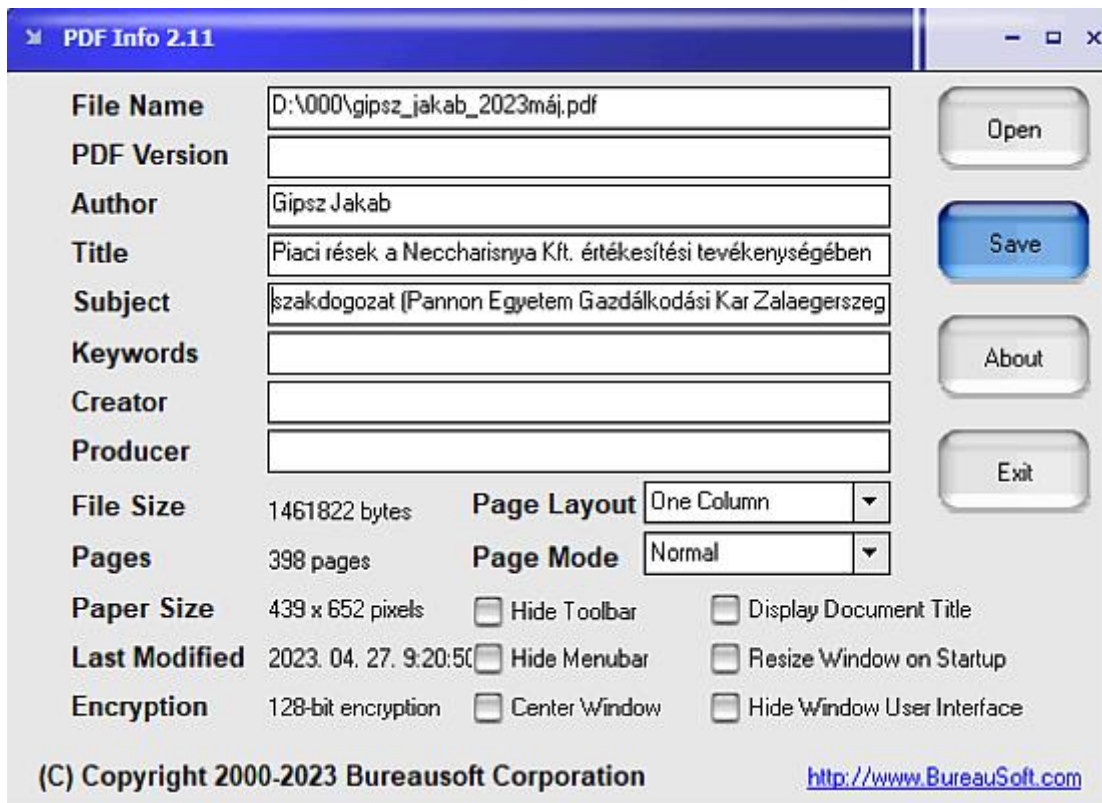 PDF Info 2.11
File Name D:\000\gipsz_jakab_2023máj.pdf
Open
PDF Version
Author Gipsz Jakab
Title Piaci rések a Neccharisnya Kft. értékesítési tevékenységében
Save
Subject szakdogozat (Pannon Egyetem Gazdálkodási Kar Zalaegerszeg
Keywords
About
Creator
Producer
Exit
File Size 1461822 bytes Page Layout One Column
Pages 398 pages Page Mode Normal
Paper Size 439 x 652 pixels Hide Toolbar Display Document Title
Last Modified 2023. 04. 27. 9:20:50 Hide Menubar Resize Window on Startup
Encryption 128-bit encryption Center Window Hide Window User Interface
(C) Copyright 2000-2023 Bureausoft Corporation http://www.BureauSoft.com